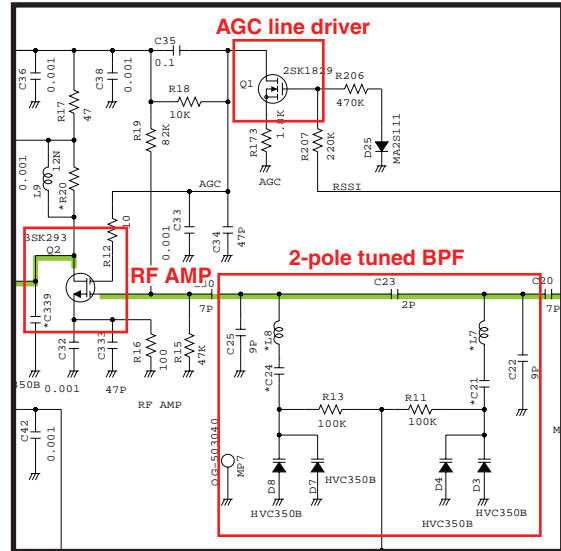 AGC line driver
C35
0.1
C36
0.001
C38
0.001
R17
47
R18
10K
R19
82K
Q1
2SK1829
R206
470K
R173
1.8K
R207
220K
D25
MA2S111
AGC
RSSI
0.001
L9
12N
*R20
AGC
R12
10
C33
0.001
C34
47P
3SK293
Q2
RF AMP
2-pole tuned BPF
7P
C23
2P
C20
7P
*C339
C32
0.001
C333
47P
R16
100
R15
47K
RF AMP
C25
9P
*L8
*C24
*L7
*C21
C22
9P
R13
100K
R11
100K
350B
C42
0.001
OG-503040
MP7
D8
D7
HVC350B
HVC350B
D4
D3
HVC350B
HVC350B
M